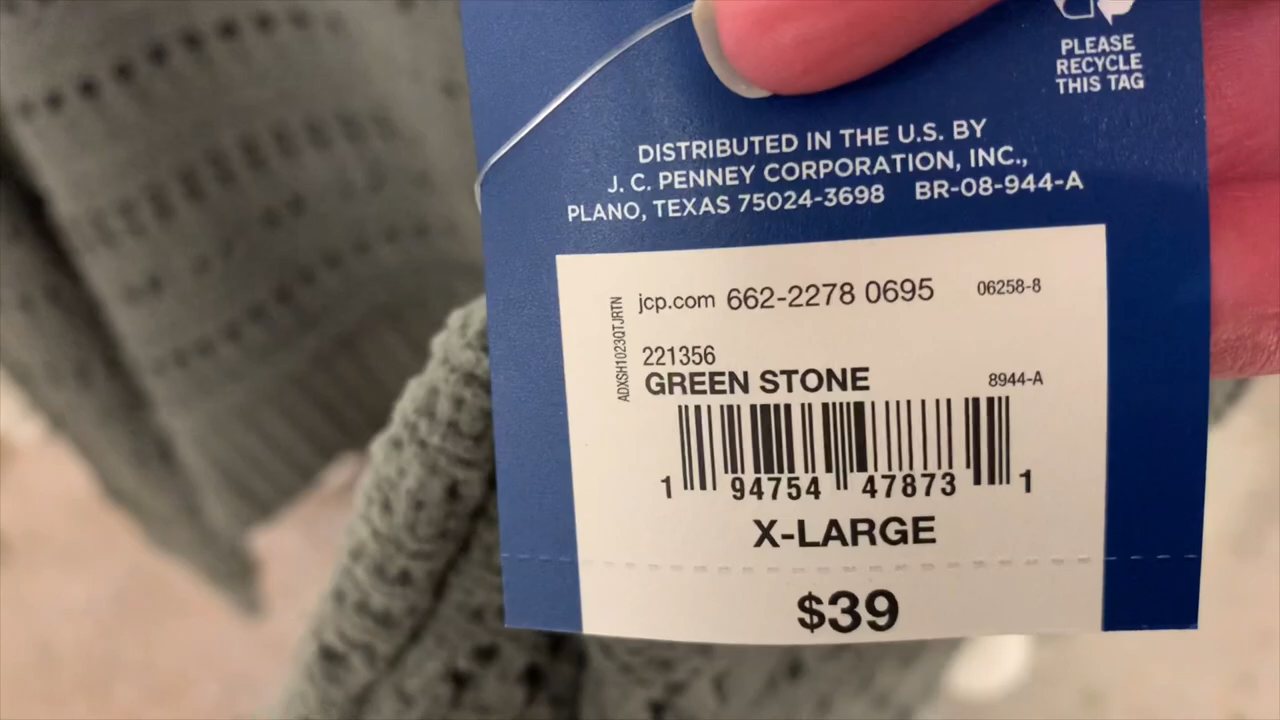 PLEASE
RECYCLE
THIS TAG
DISTRIBUTED IN THE U.S. BY
J. C. PENNEY CORPORATION, INC.,
PLANO, TEXAS 75024-3698 BR-08-944-A
jcp.com 662-2278 0695 06258-8
ADXSH1023QTJRTN
221356
GREEN STONE 8944-A
1 94754 47873 1
X-LARGE
$39